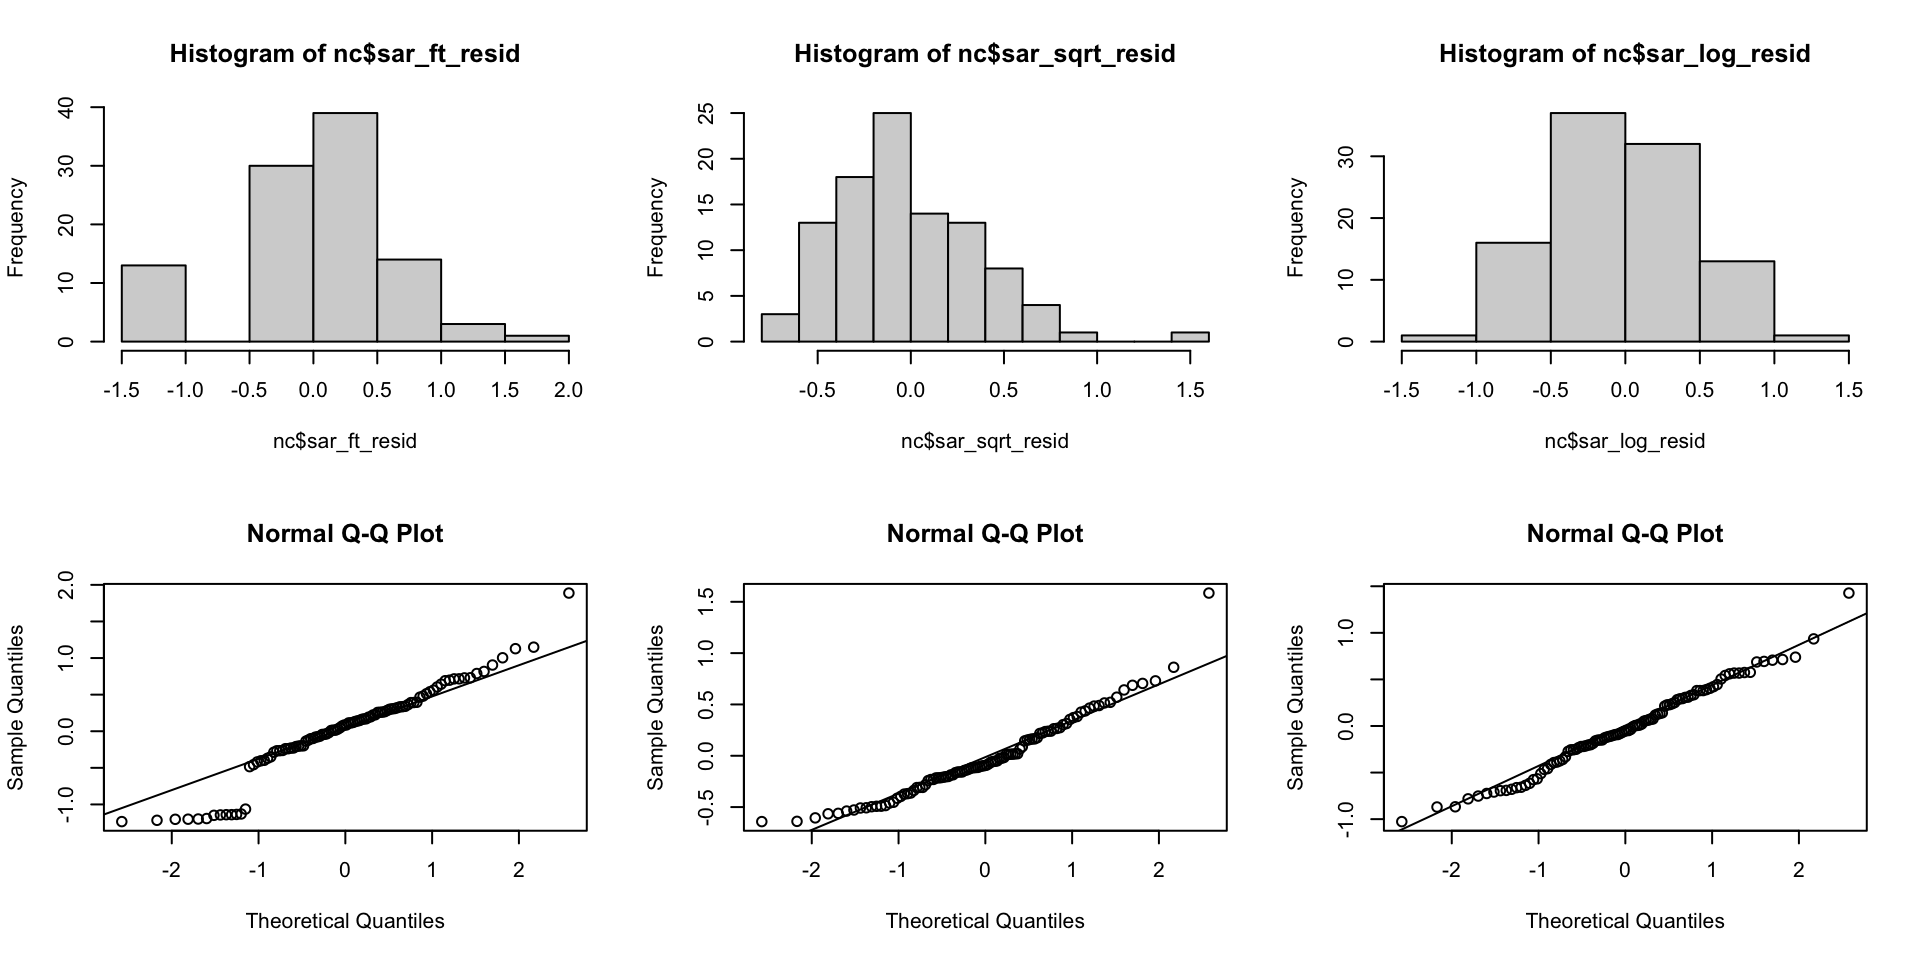 Histogram of nc$sar_ft_resid
Frequency
0 10 20 30 40
-1.5 -1.0 -0.5 0.0 0.5 1.0 1.5 2.0
nc$sar_ft_resid
Histogram of nc$sar_sqrt_resid
Frequency
0 5 10 15 20 25
-0.5 0.0 0.5 1.0 1.5
nc$sar_sqrt_resid
Histogram of nc$sar_log_resid
Frequency
0 10 20 30
-1.5 -1.0 -0.5 0.0 0.5 1.0 1.5
nc$sar_log_resid
Normal Q-Q Plot
Sample Quantiles
-1.0 0.0 1.0 2.0
-2 -1 0 1 2
Theoretical Quantiles
Normal Q-Q Plot
Sample Quantiles
-0.5 0.0 0.5 1.0 1.5
-2 -1 0 1 2
Theoretical Quantiles
Normal Q-Q Plot
Sample Quantiles
-1.0 0.0 1.0
-2 -1 0 1 2
Theoretical Quantiles